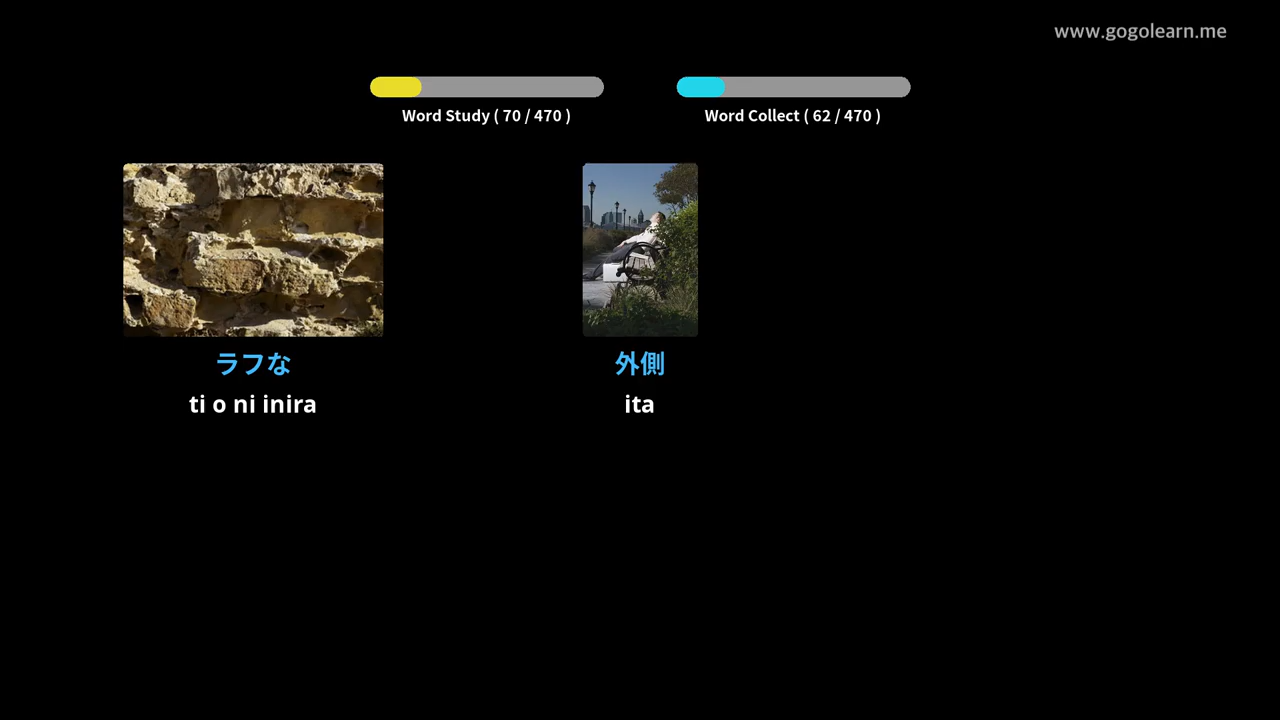 www.gogolearn.me
Word Study ( 70 / 470 )
Word Collect ( 62 / 470 )
ラフな
ti o ni inira
外側
ita